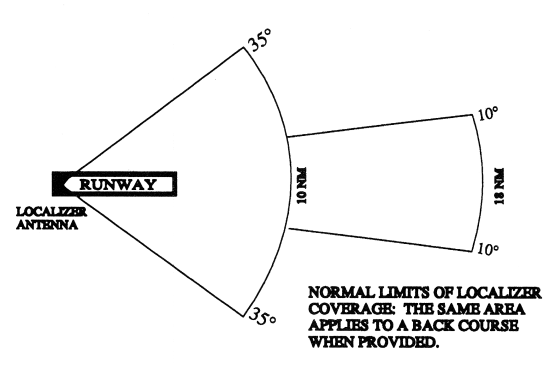 35°
10°
RUNWAY
10 NM
18 NM
LOCALIZER
ANTENNA
10°
35°
NORMAL LIMITS OF LOCALIZER
COVERAGE: THE SAME AREA
APPLIES TO A BACK COURSE
WHEN PROVIDED.